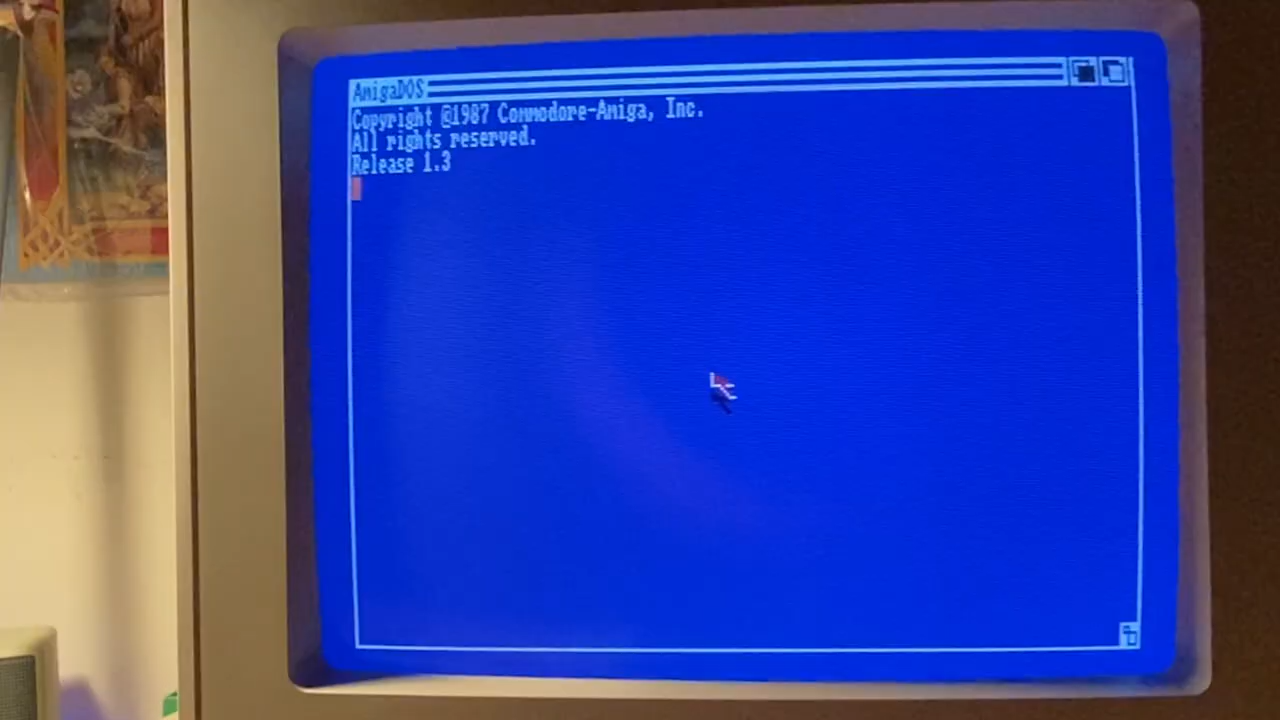 AmigaDOS
Copyright ©1987 Commodore-Amiga, Inc.
All rights reserved.
Release 1.3